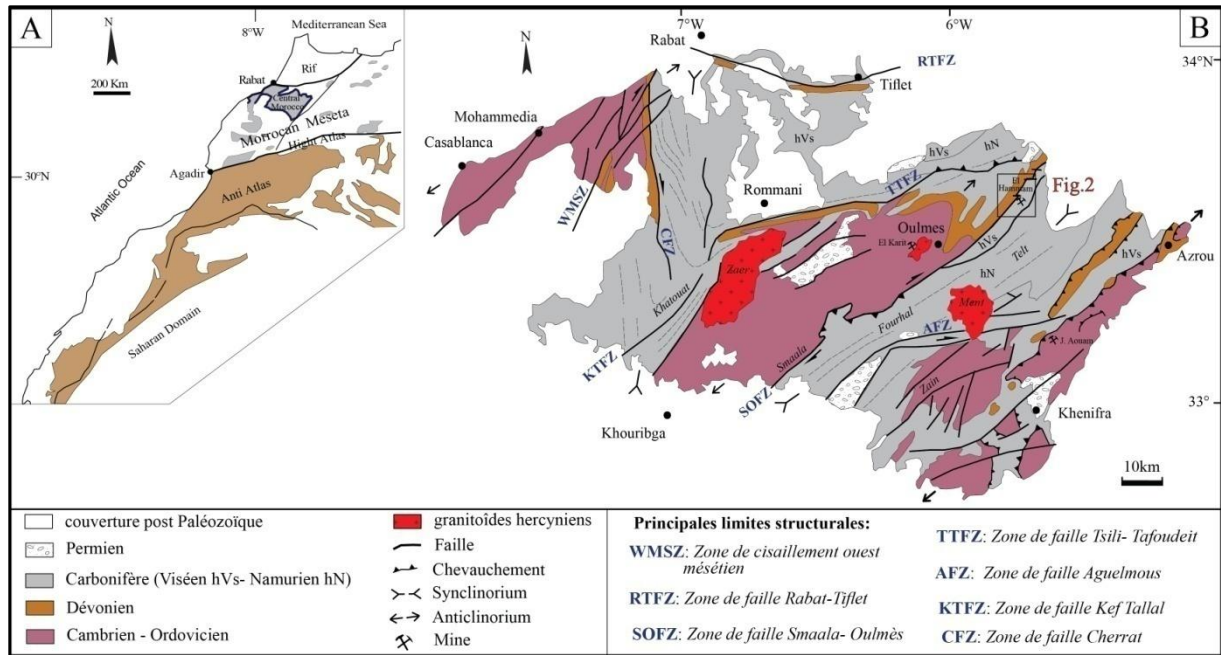 A
N
8°W
Mediterranean Sea
200 Km
Rabat
Rif
Central
Morocco
Morrocan Meseta
Hight Atlas
Agadir
30°N
Atlantic Ocean
Anti Atlas
Saharan Domain
B
7°W
6°W
N
Rabat
RTFZ
34°N
Tiflet
Mohammedia
Casablanca
hVs
hVs
hN
WMSZ
CFZ
Rommani
TTFZ
El
Hammam
Fig.2
Oulmes
El Karit
hVs
Telt
hN
hVs
Azrou
Zaer
Khatouat
Fourhal
Ment
AFZ
J. Aouam
KTFZ
Smaala
SOFZ
Zain
Khenifra
33°
Khouribga
10km
couverture post Paléozoïque
Permien
Carbonifère (Viséen hVs- Namurien hN)
Dévonien
Cambrien - Ordovicien
granitoîdes hercyniens
Faille
Chevauchement
Synclinorium
Anticlinorium
Mine
Principales limites structurales:
WMSZ: Zone de cisaillement ouest
mésétien
RTFZ: Zone de faille Rabat-Tiflet
SOFZ: Zone de faille Smaala- Oulmès
TTFZ: Zone de faille Tsili- Tafoudeit
AFZ: Zone de faille Aguelmous
KTFZ: Zone de faille Kef Tallal
CFZ: Zone de faille Cherrat